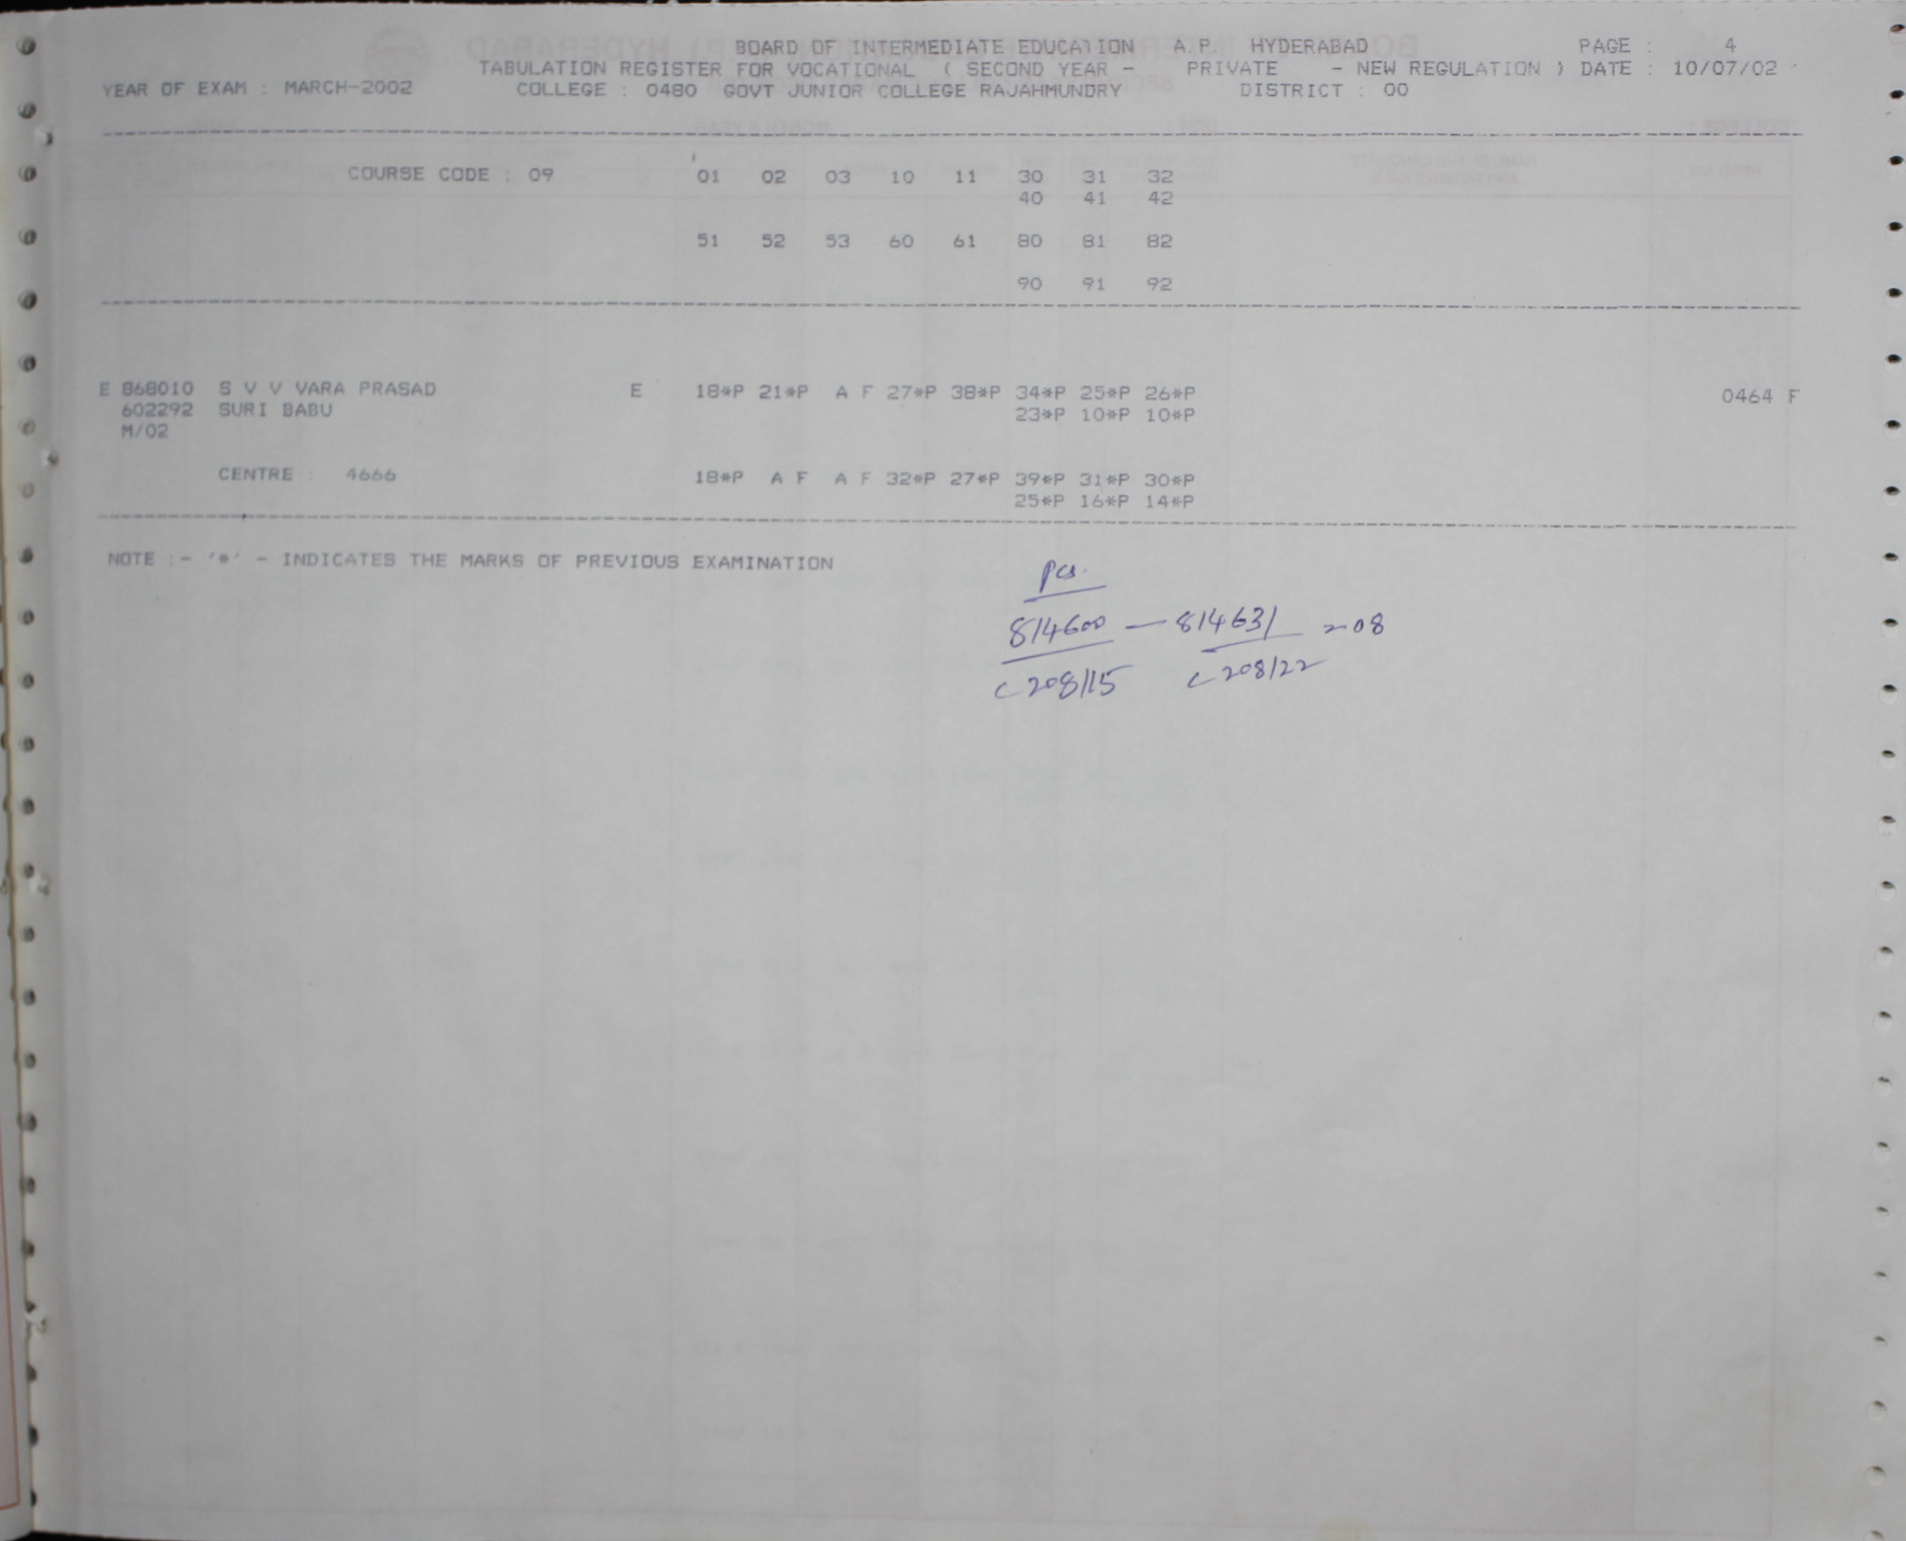 BOARD OF INTERMEDIATE EDUCATION A.P. HYDERABAD PAGE : 4
TABULATION REGISTER FOR VOCATIONAL ( SECOND YEAR - PRIVATE - NEW REGULATION ) DATE : 10/07/02
YEAR OF EXAM : MARCH-2002 COLLEGE : 0480 GOVT JUNIOR COLLEGE RAJAHMUNDRY DISTRICT : 00
COURSE CODE : 09 01 02 03 10 11 30 31 32
40 41 42
51 52 53 60 61 80 81 82
90 91 92
E 868010 S V V VARA PRASAD E 18*P 21*P A F 27*P 38*P 34*P 25*P 26*P 0464 F
602292 SURI BABU 23*P 10*P 10*P
M/02
CENTRE : 4666 18*P A F A F 32*P 27*P 39*P 31*P 30*P
25*P 16*P 14*P
NOTE :- '*' - INDICATES THE MARKS OF PREVIOUS EXAMINATION
814600 — 814631 = 08
C208/15 C208/22